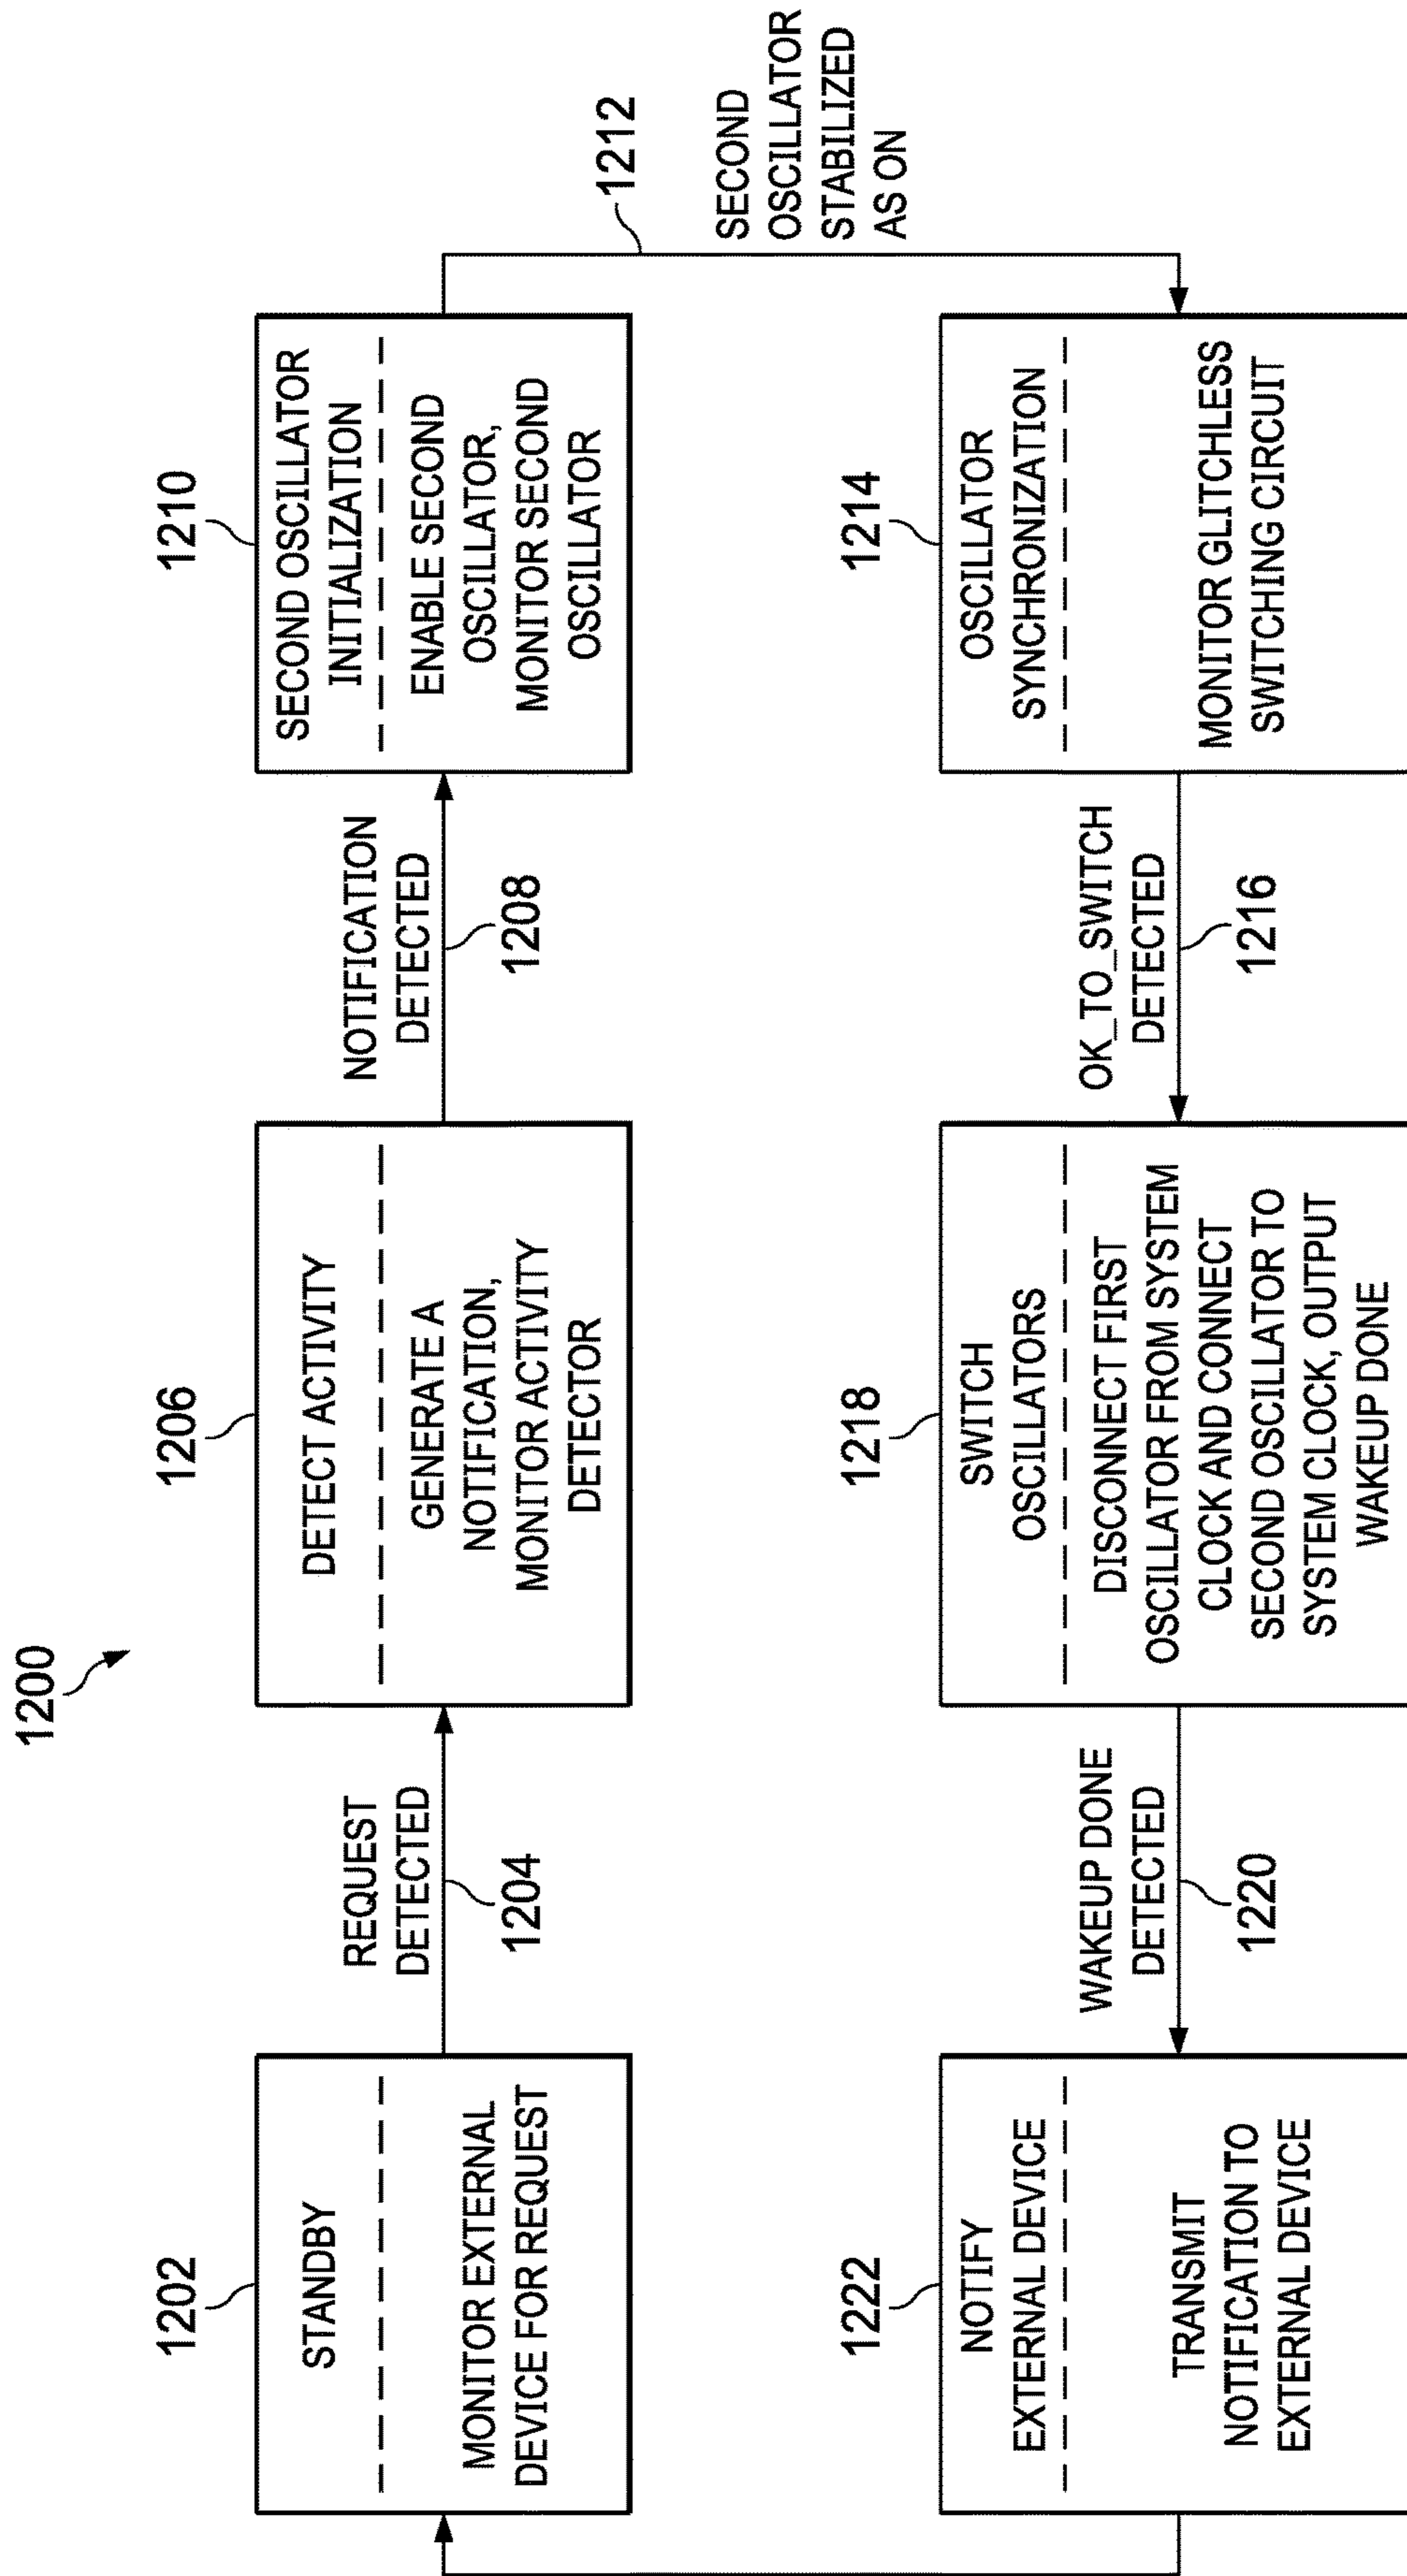 1200
1202
STANDBY
MONITOR EXTERNAL
DEVICE FOR REQUEST
REQUEST
DETECTED
1204
1206
DETECT ACTIVITY
GENERATE A
NOTIFICATION,
MONITOR ACTIVITY
DETECTOR
NOTIFICATION
DETECTED
1208
1210
SECOND OSCILLATOR
INITIALIZATION
ENABLE SECOND
OSCILLATOR,
MONITOR SECOND
OSCILLATOR
1212
SECOND
OSCILLATOR
STABILIZED
AS ON
1214
OSCILLATOR
SYNCHRONIZATION
MONITOR GLITCHLESS
SWITCHING CIRCUIT
OK_TO_SWITCH
DETECTED
1216
1218
SWITCH
OSCILLATORS
DISCONNECT FIRST
OSCILLATOR FROM SYSTEM
CLOCK AND CONNECT
SECOND OSCILLATOR TO
SYSTEM CLOCK, OUTPUT
WAKEUP DONE
WAKEUP DONE
DETECTED
1220
1222
NOTIFY
EXTERNAL DEVICE
TRANSMIT
NOTIFICATION TO
EXTERNAL DEVICE